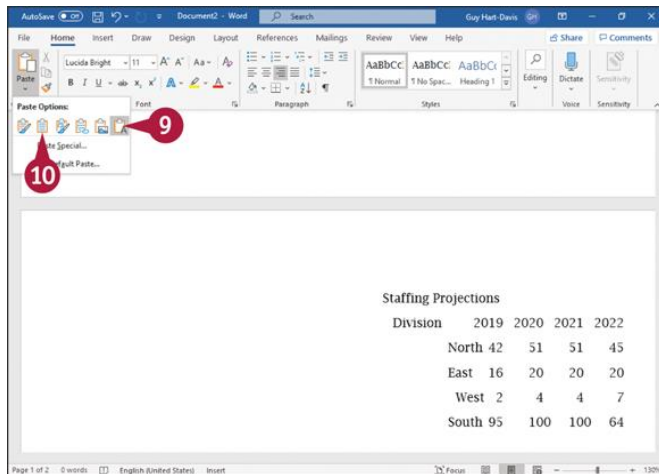 AutoSave On Document2 - Word Search Guy Hart-Davis GH
File Home Insert Draw Design Layout References Mailings Review View Help Share Comments
Lucida Bright 11 A A Aa A
Paste B I U ab x, x² A A
AaBbCc AaBbCc AaBbCc
¶ Normal ¶ No Spac... Heading 1
Editing Dictate Sensitivity
Font Paragraph Styles Voice Sensitivity
Paste Options:
9
Special...
10
Paste...
Staffing Projections
Division 2019 2020 2021 2022
North 42 51 51 45
East 16 20 20 20
West 2 4 4 7
South 95 100 100 64
Page 1 of 2 0 words English (United States) Insert Focus 130%